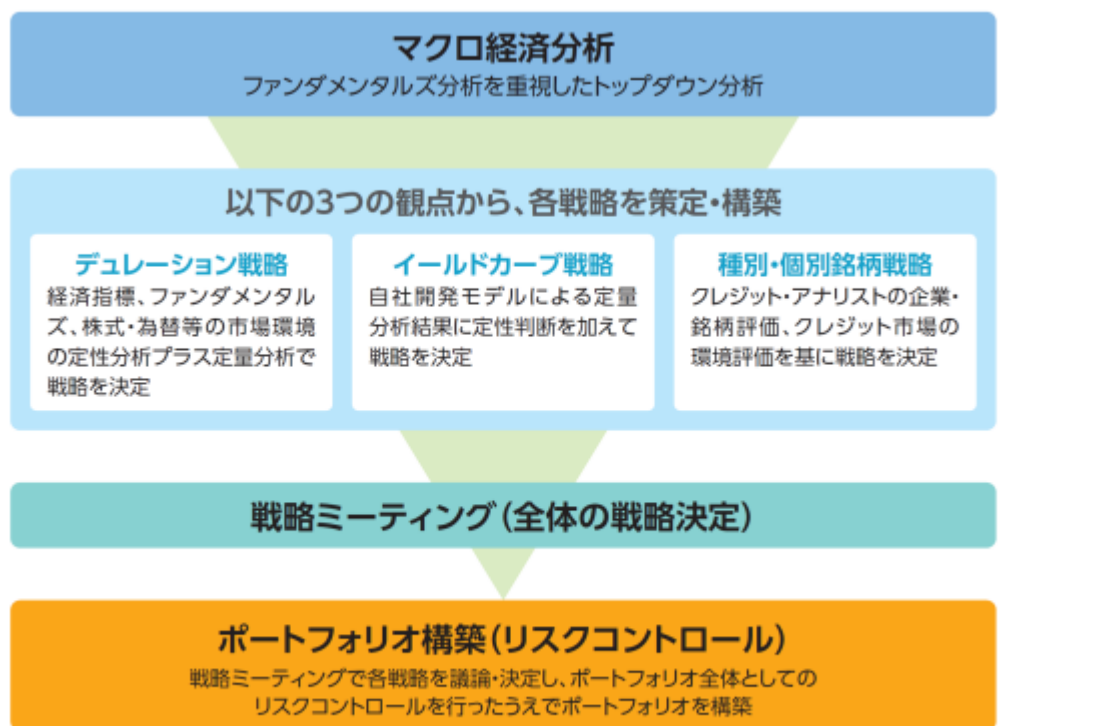 マクロ経済分析
ファンダメンタルズ分析を重視したトップダウン分析
以下の3つの観点から、各戦略を策定・構築
デュレーション戦略
経済指標、ファンダメンタル
ズ、株式・為替等の市場環境
の定性分析プラス定量分析で
戦略を決定
イールドカーブ戦略
自社開発モデルによる定量
分析結果に定性判断を加えて
戦略を決定
種別・個別銘柄戦略
クレジット・アナリストの企業・
銘柄評価、クレジット市場の
環境評価を基に戦略を決定
戦略ミーティング(全体の戦略決定)
ポートフォリオ構築(リスクコントロール)
戦略ミーティングで各戦略を議論・決定し、ポートフォリオ全体としての
リスクコントロールを行ったうえでポートフォリオを構築